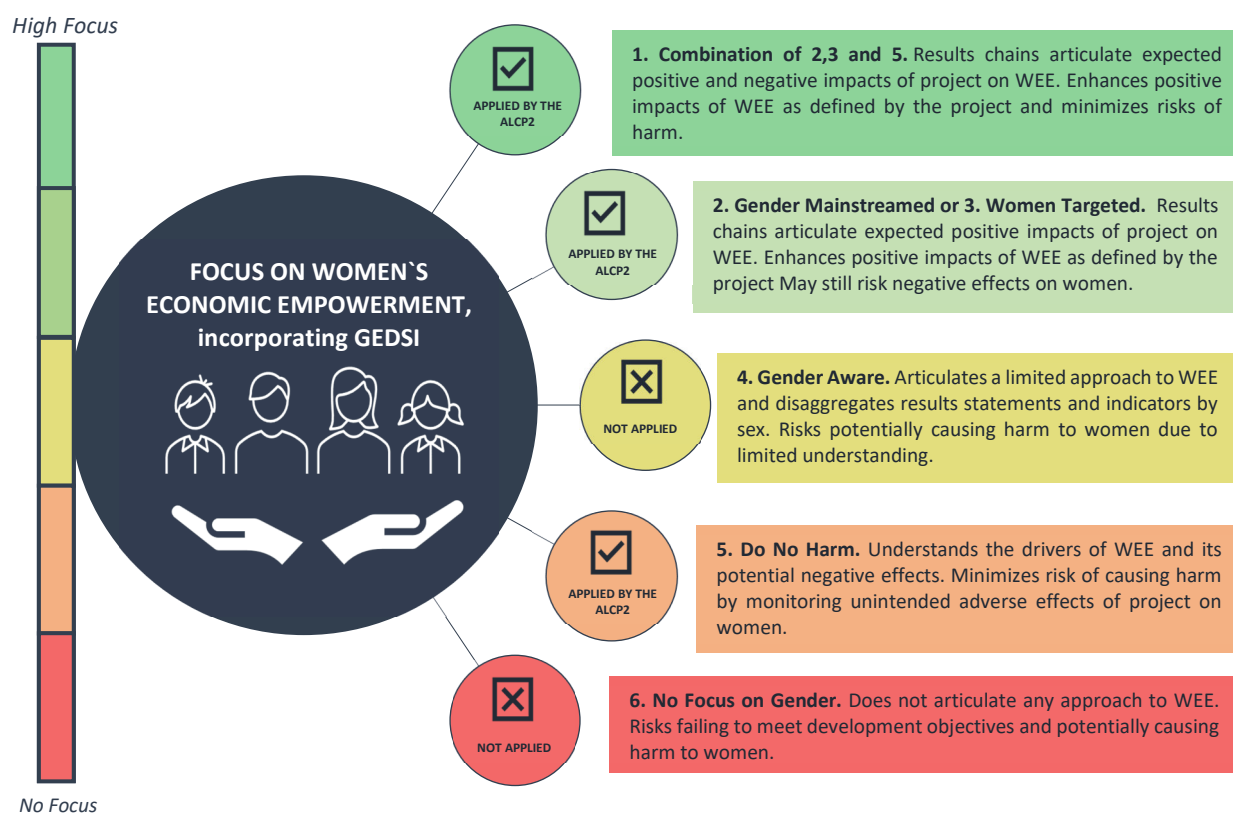 High Focus
APPLIED BY THE
ALCP2
1. Combination of 2,3 and 5. Results chains articulate expected
positive and negative impacts of project on WEE. Enhances positive
impacts of WEE as defined by the project and minimizes risks of
harm.
APPLIED BY THE
ALCP2
2. Gender Mainstreamed or 3. Women Targeted. Results
chains articulate expected positive impacts of project on
WEE. Enhances positive impacts of WEE as defined by the
project May still risk negative effects on women.
FOCUS ON WOMEN`S
ECONOMIC EMPOWERMENT,
incorporating GEDSI
NOT APPLIED
4. Gender Aware. Articulates a limited approach to WEE
and disaggregates results statements and indicators by
sex. Risks potentially causing harm to women due to
limited understanding.
APPLIED BY THE
ALCP2
5. Do No Harm. Understands the drivers of WEE and its
potential negative effects. Minimizes risk of causing harm
by monitoring unintended adverse effects of project on
women.
NOT APPLIED
6. No Focus on Gender. Does not articulate any approach to WEE.
Risks failing to meet development objectives and potentially causing
harm to women.
No Focus